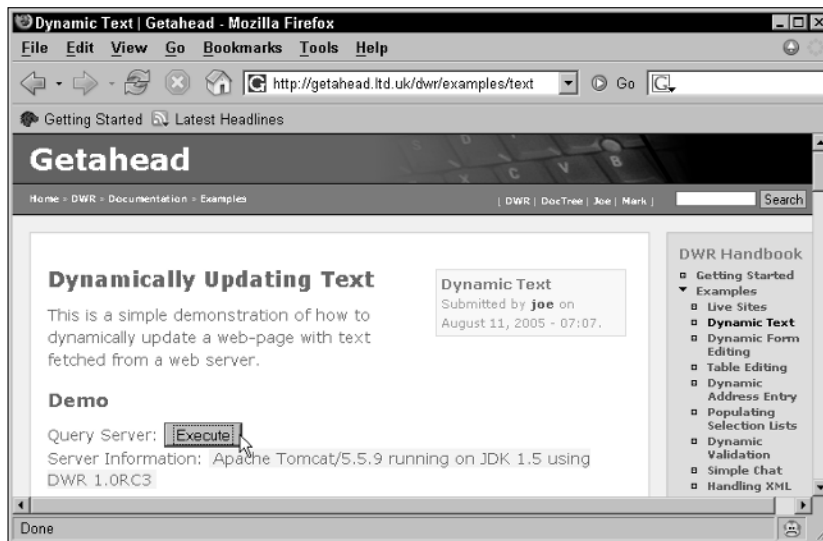 Dynamic Text | Getahead - Mozilla Firefox
File Edit View Go Bookmarks Tools Help
http://getahead.ltd.uk/dwr/examples/text Go
Getting Started Latest Headlines
Getahead
Home » DWR » Documentation » Examples
[ DWR | DocTree | Joe | Mark ]
Search
Dynamically Updating Text
This is a simple demonstration of how to
dynamically update a web-page with text
fetched from a web server.
Dynamic Text
Submitted by joe on
August 11, 2005 - 07:07.
Demo
Query Server: Execute
Server Information: Apache Tomcat/5.5.9 running on JDK 1.5 using
DWR 1.0RC3
DWR Handbook
Getting Started
Examples
Live Sites
Dynamic Text
Dynamic Form
Editing
Table Editing
Dynamic
Address Entry
Populating
Selection Lists
Dynamic
Validation
Simple Chat
Handling XML
Done